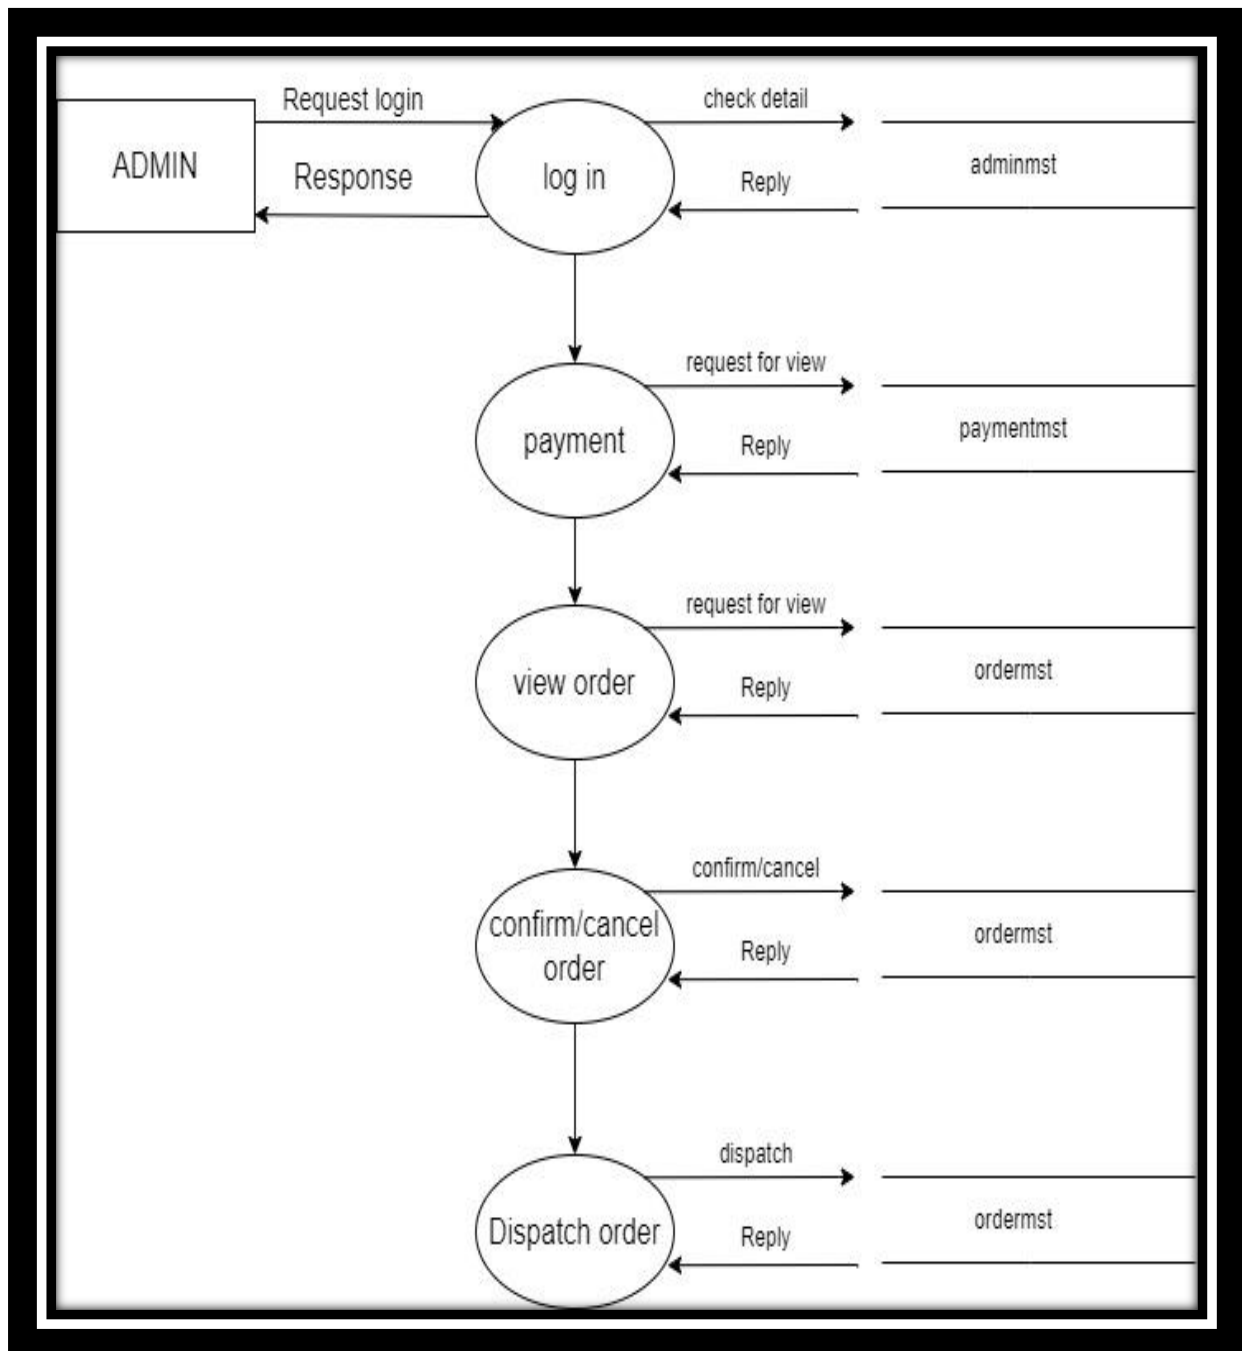 Request login
check detail
ADMIN
Response
log in
Reply
adminmst
request for view
payment
Reply
paymentmst
request for view
view order
Reply
ordermst
confirm/cancel
confirm/cancel
order
Reply
ordermst
dispatch
Dispatch order
Reply
ordermst